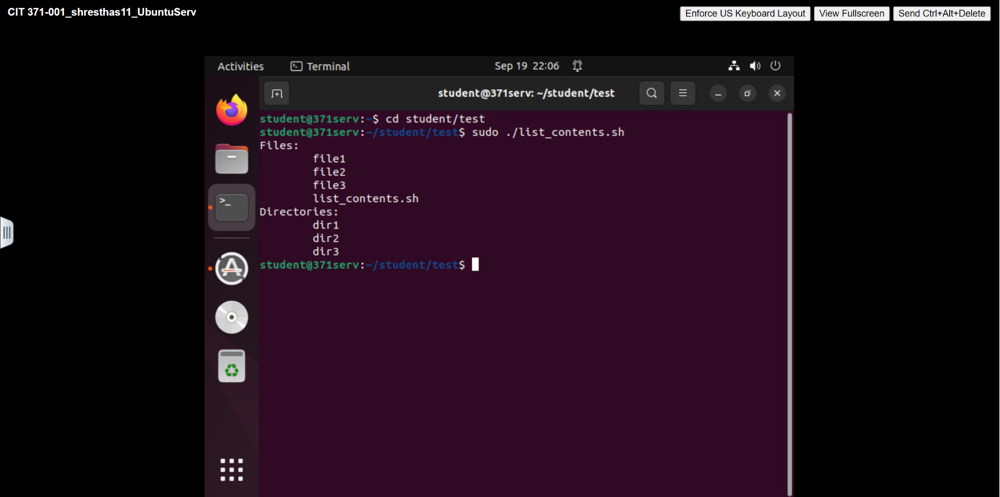 CIT 371-001_shresthas11_UbuntuServ
Enforce US Keyboard Layout
View Fullscreen
Send Ctrl+Alt+Delete
Activities
Terminal
Sep 19 22:06
student@371serv: ~/student/test
student@371serv:~$ cd student/test
student@371serv:~/student/test$ sudo ./list_contents.sh
Files:
file1
file2
file3
list_contents.sh
Directories:
dir1
dir2
dir3
student@371serv:~/student/test$